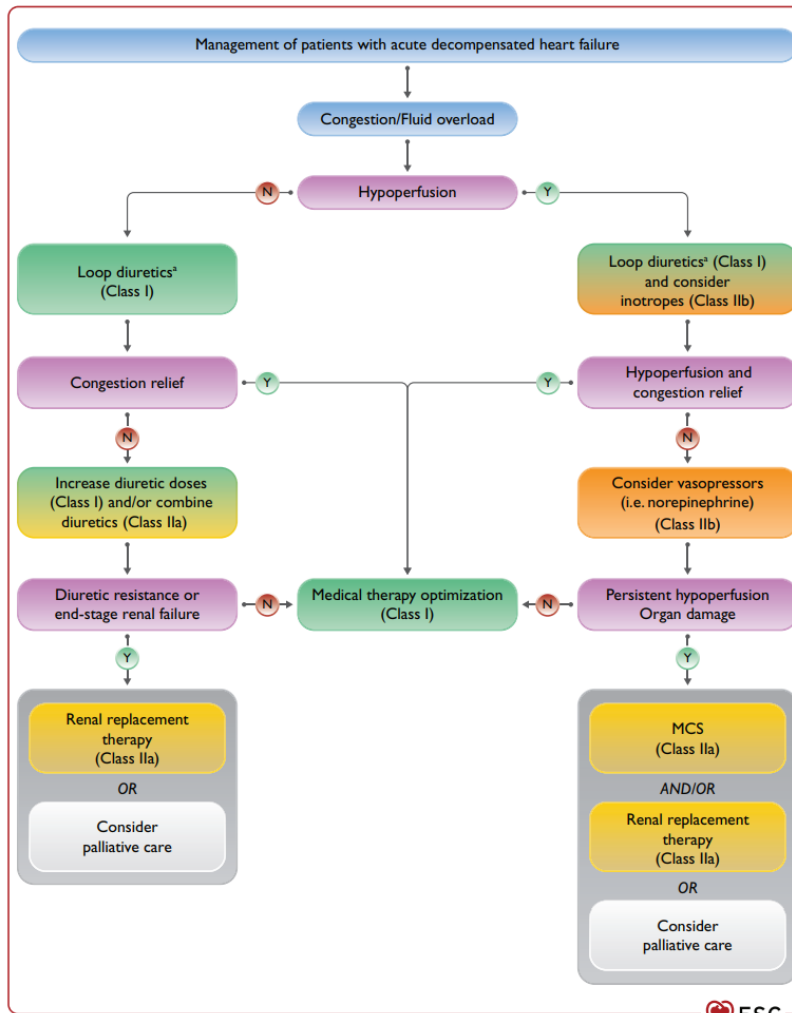 Management of patients with acute decompensated heart failure
Congestion/Fluid overload
N
Hypoperfusion
Y
Loop diureticsᵃ
(Class I)
Loop diureticsᵃ (Class I)
and consider
inotropes (Class IIb)
Congestion relief
Y
Y
Hypoperfusion and
congestion relief
N
N
Increase diuretic doses
(Class I) and/or combine
diuretics (Class IIa)
Consider vasopressors
(i.e. norepinephrine)
(Class IIb)
Diuretic resistance or
end-stage renal failure
N
Medical therapy optimization
(Class I)
N
Persistent hypoperfusion
Organ damage
Y
Y
Renal replacement
therapy
(Class IIa)
OR
Consider
palliative care
MCS
(Class IIa)
AND/OR
Renal replacement
therapy
(Class IIa)
OR
Consider
palliative care